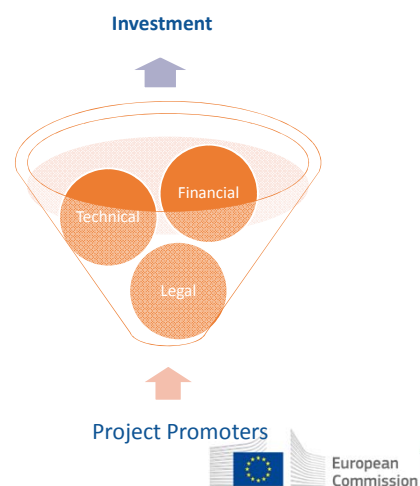 Investment
Financial
Technical
Legal
Project Promoters
European
Commission